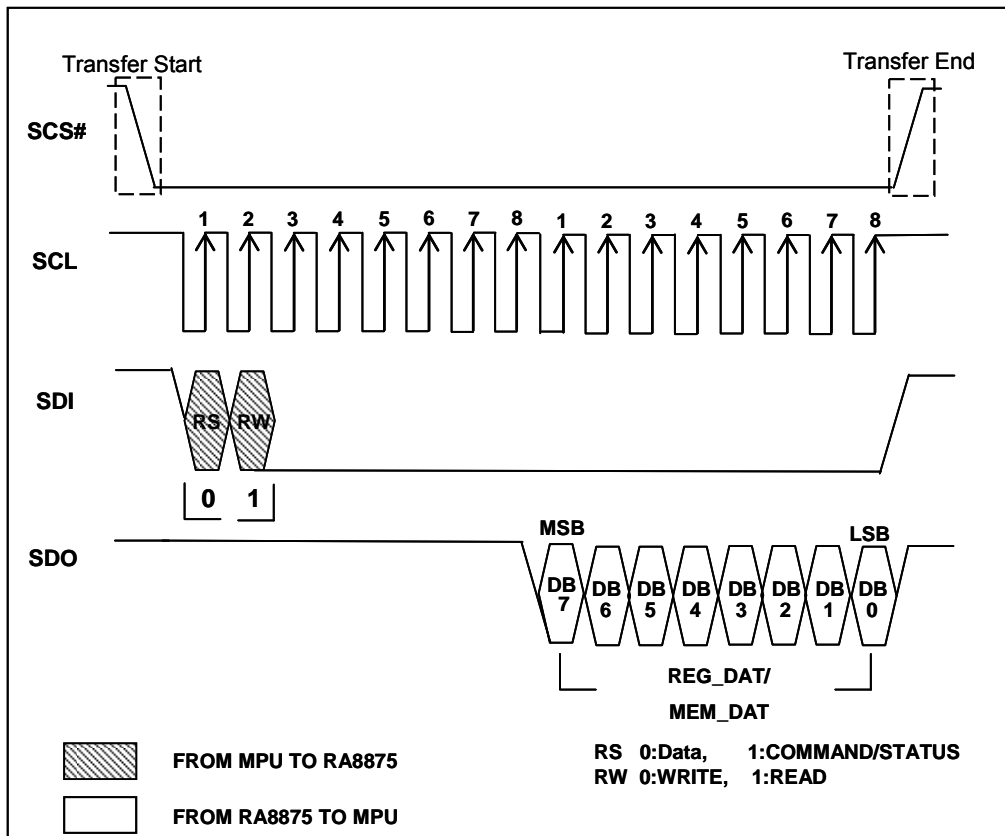 Transfer Start
Transfer End
SCS#
1 2 3 4 5 6 7 8 1 2 3 4 5 6 7 8
SCL
SDI
RS RW
0 1
SDO
MSB
LSB
DB 7 DB 6 DB 5 DB 4 DB 3 DB 2 DB 1 DB 0
REG_DAT/
MEM_DAT
FROM MPU TO RA8875
RS 0:Data, 1:COMMAND/STATUS
RW 0:WRITE, 1:READ
FROM RA8875 TO MPU